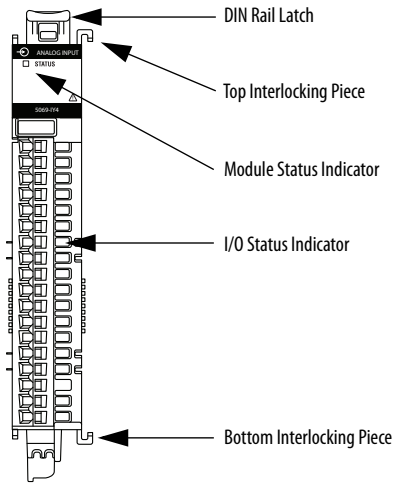 DIN Rail Latch
ANALOG INPUT
STATUS
Top Interlocking Piece
5069-IY4
Module Status Indicator
I/O Status Indicator
Bottom Interlocking Piece